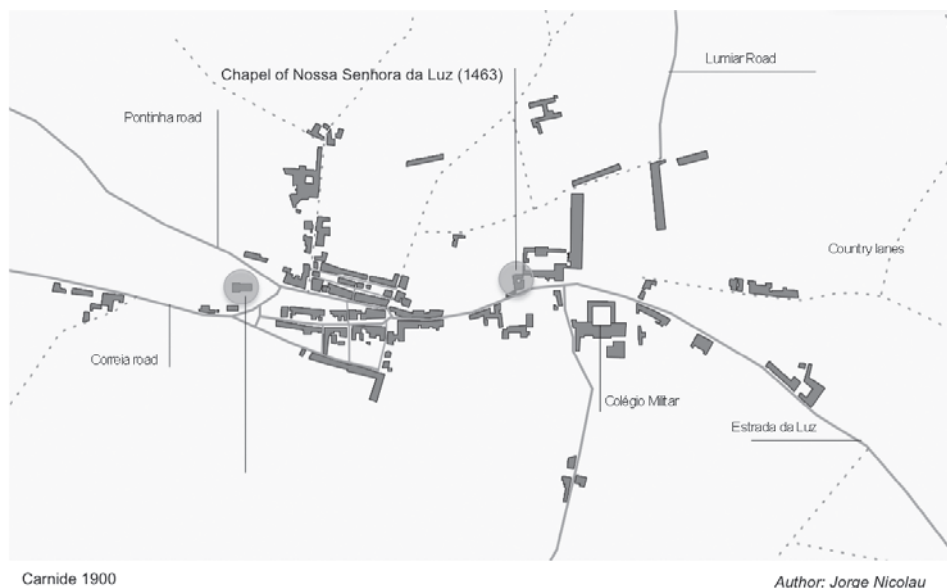 Lumiar Road
Chapel of Nossa Senhora da Luz (1463)
Pontinha road
Country lanes
Correia road
Colégio Militar
Estrada da Luz
Carnide 1900
Author: Jorge Nicolau